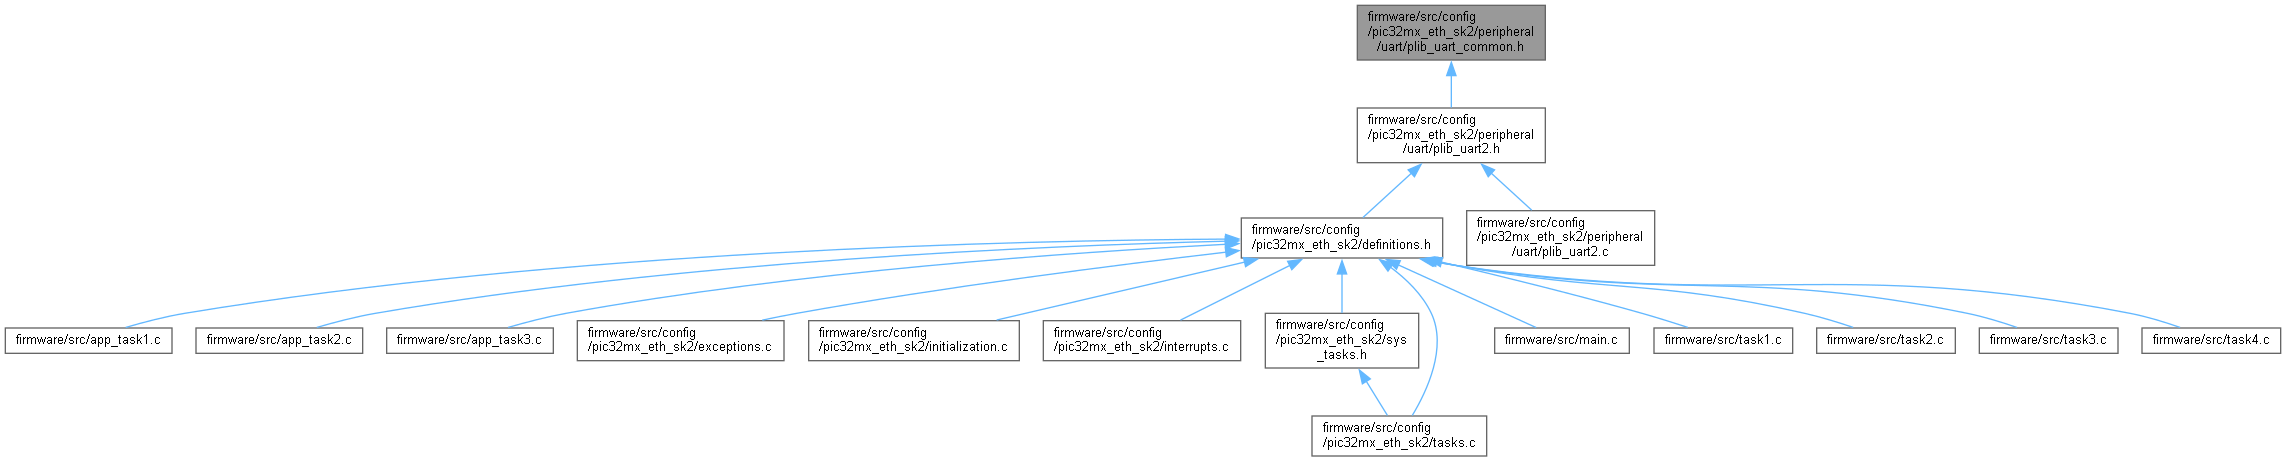 firmware/src/config
/pic32mx_eth_sk2/peripheral
/uart/plib_uart_common.h
firmware/src/config
/pic32mx_eth_sk2/peripheral
/uart/plib_uart2.h
firmware/src/config
/pic32mx_eth_sk2/definitions.h
firmware/src/config
/pic32mx_eth_sk2/peripheral
/uart/plib_uart2.c
firmware/src/app_task1.c
firmware/src/app_task2.c
firmware/src/app_task3.c
firmware/src/config
/pic32mx_eth_sk2/exceptions.c
firmware/src/config
/pic32mx_eth_sk2/initialization.c
firmware/src/config
/pic32mx_eth_sk2/interrupts.c
firmware/src/config
/pic32mx_eth_sk2/sys
_tasks.h
firmware/src/main.c
firmware/src/task1.c
firmware/src/task2.c
firmware/src/task3.c
firmware/src/task4.c
firmware/src/config
/pic32mx_eth_sk2/tasks.c